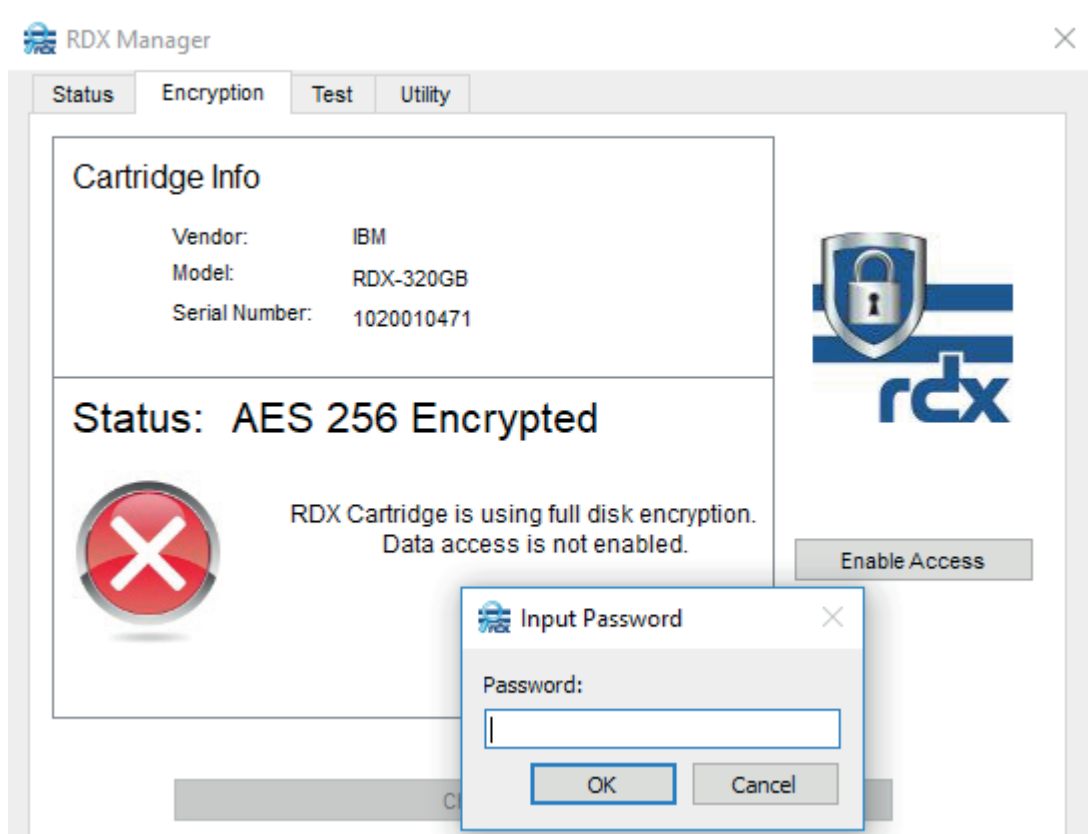 RDX Manager
Status Encryption Test Utility
Cartridge Info
Vendor: IBM
Model: RDX-320GB
Serial Number: 1020010471
rdx
Status: AES 256 Encrypted
RDX Cartridge is using full disk encryption.
Data access is not enabled.
Enable Access
Input Password
Password:
OK Cancel